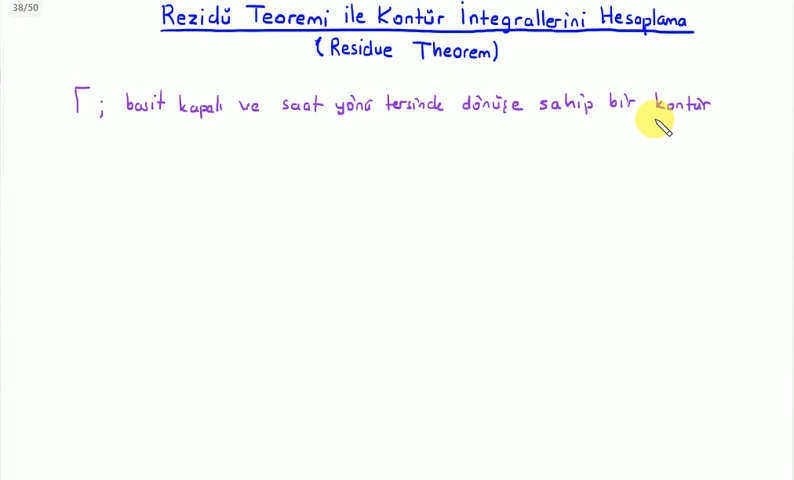 38/50
Rezidü Teoremi ile Kontür İntegrallerini Hesaplama
(Residue Theorem)
Γ ; basit kapalı ve saat yönü tersinde dönüşe sahip bir kontür